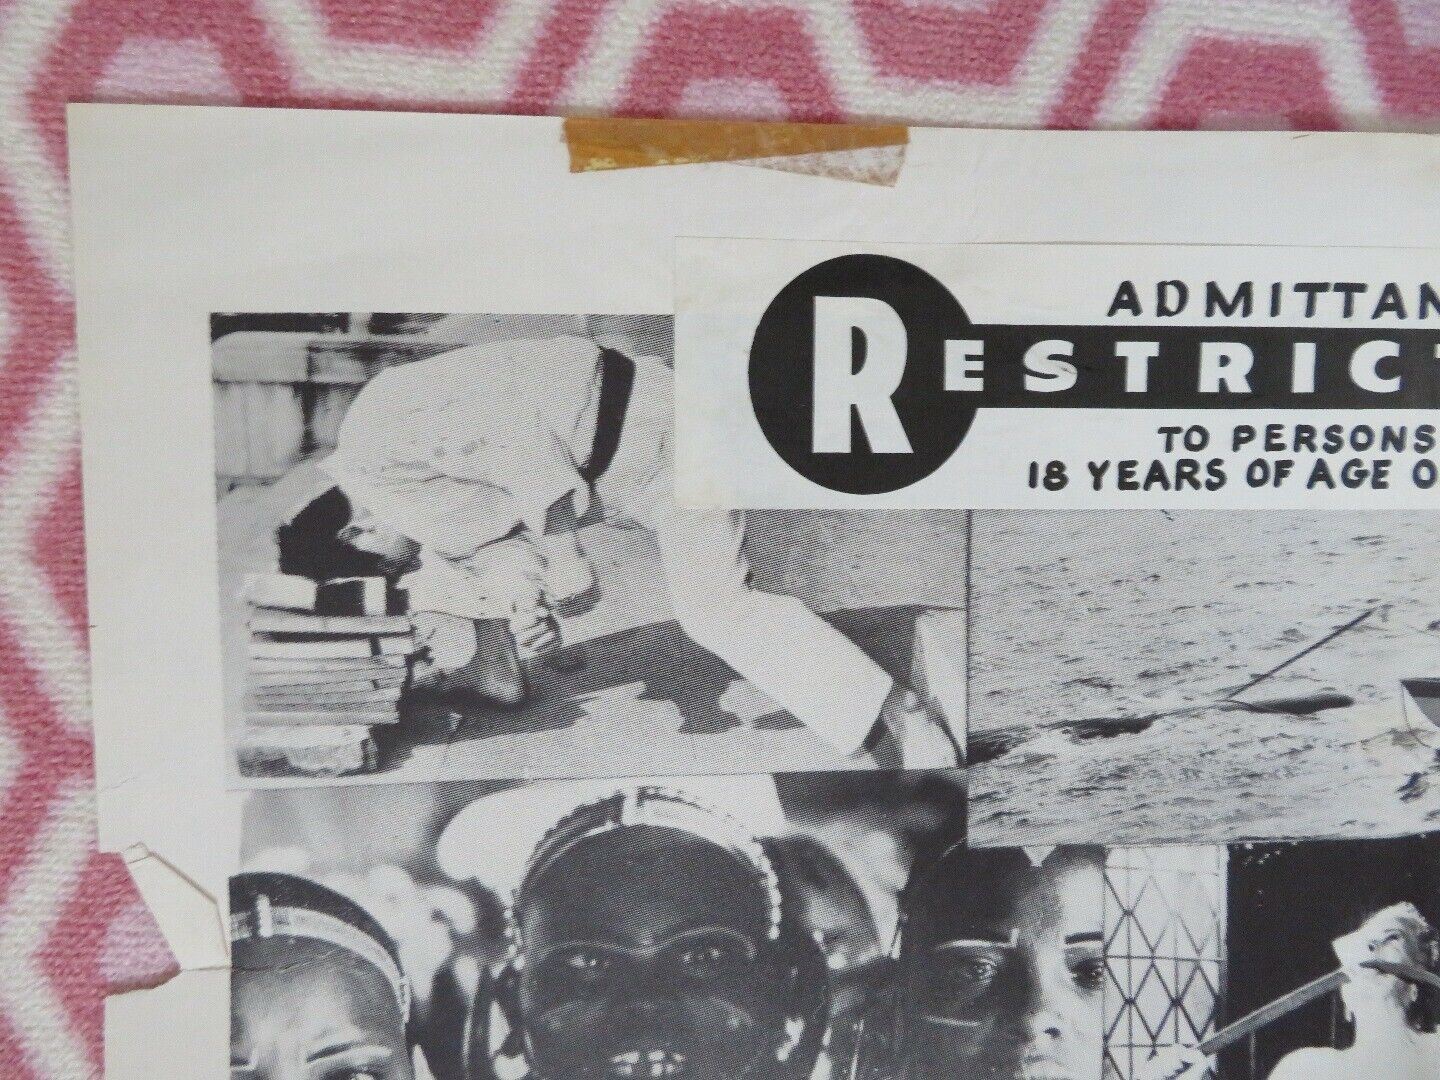 ADMITTAN
RESTRICT
TO PERSONS
18 YEARS OF AGE O